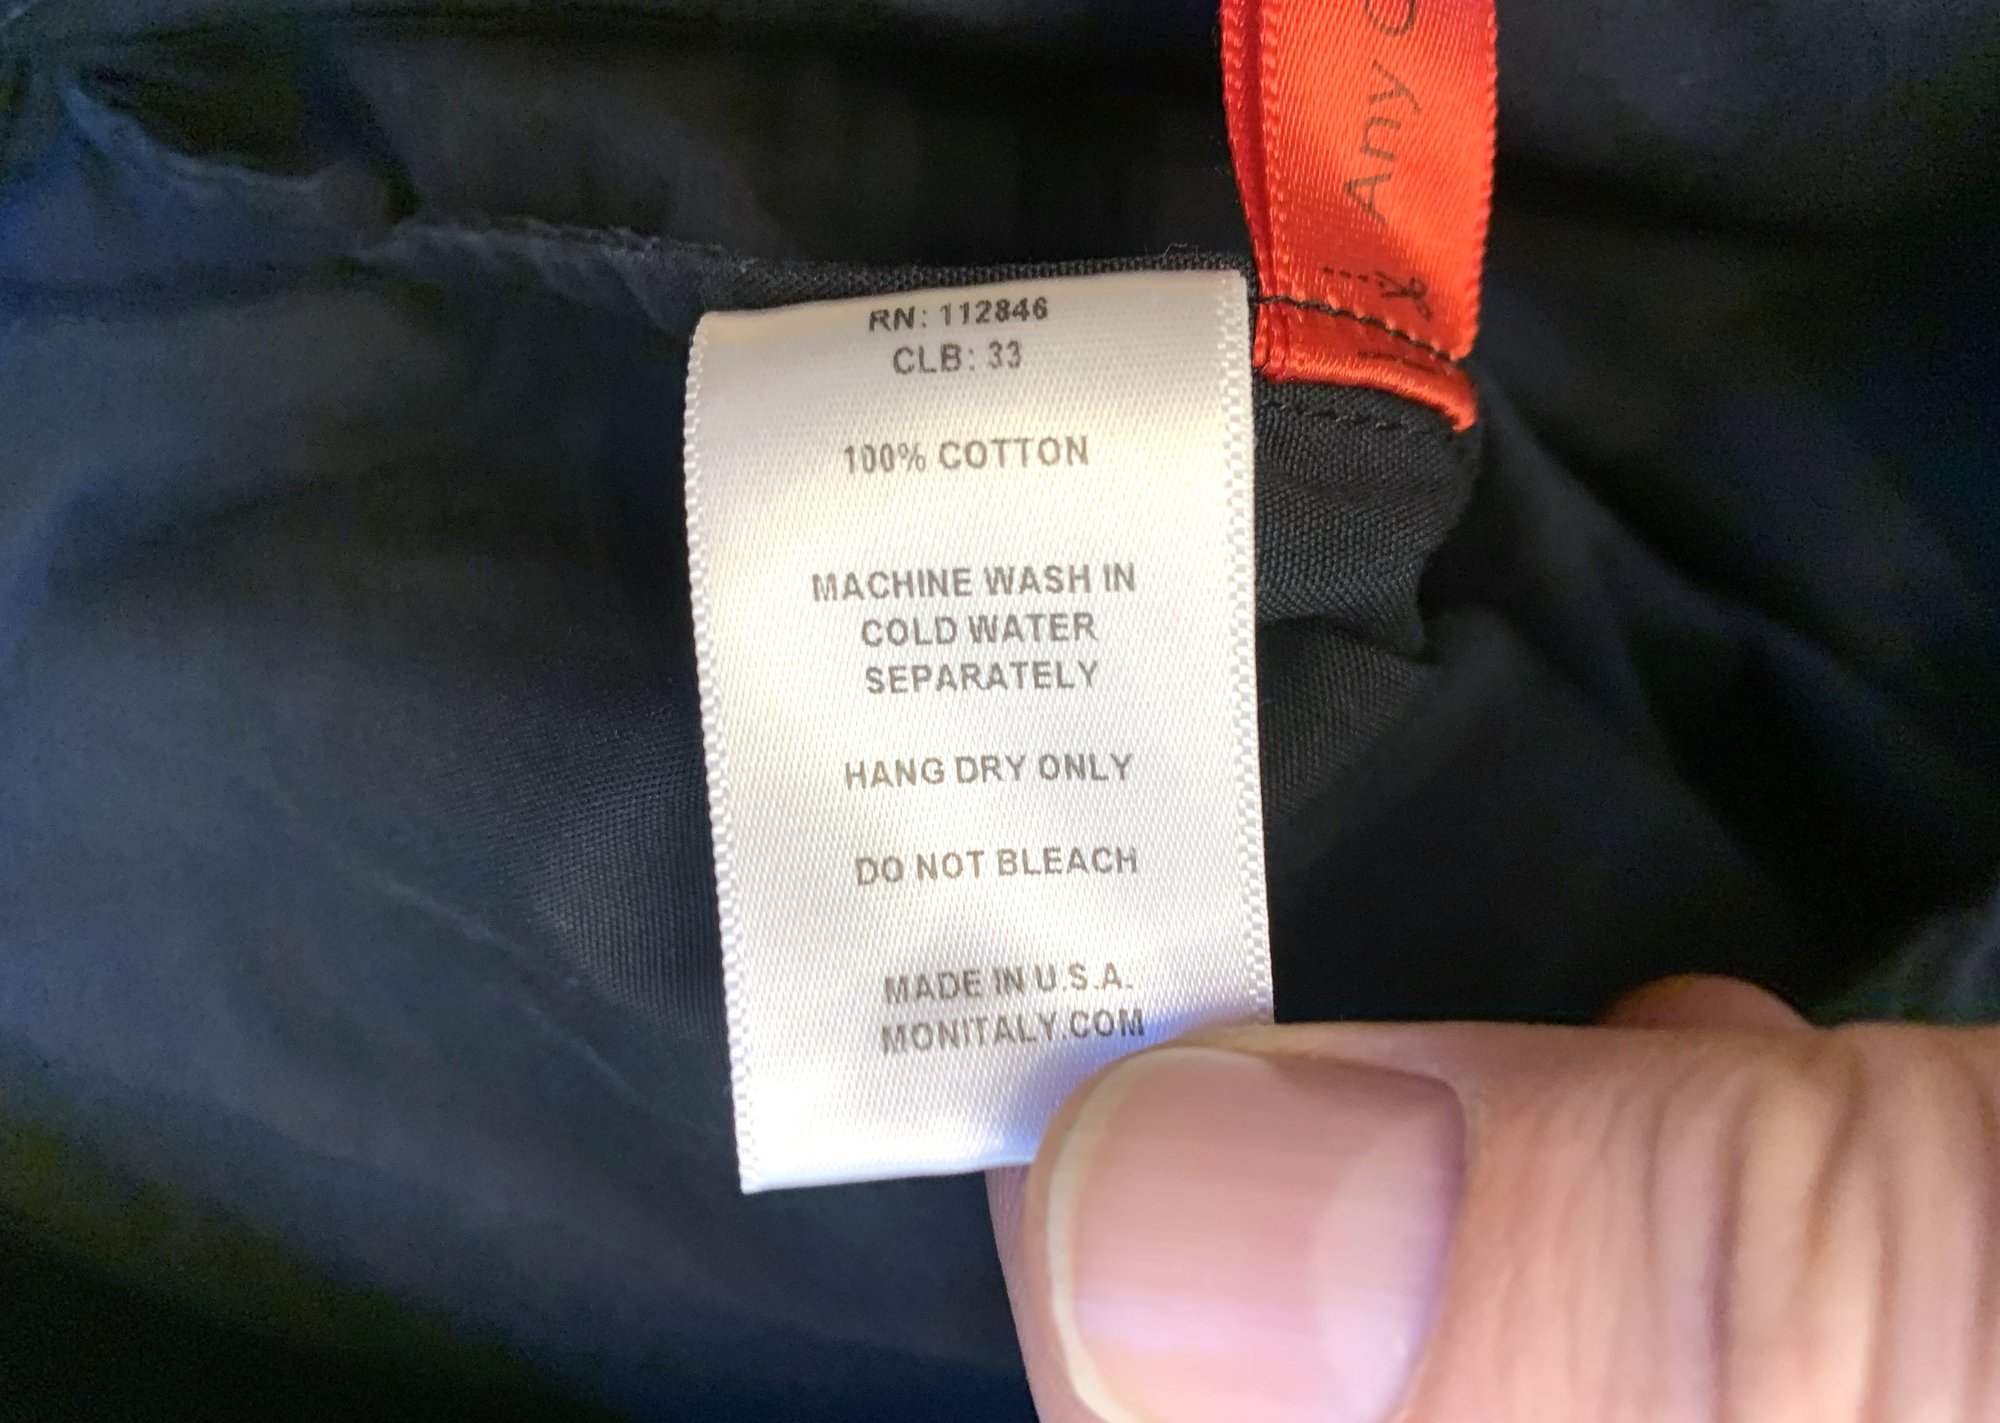 RN: 112846
CLB: 33
100% COTTON
MACHINE WASH IN
COLD WATER
SEPARATELY
HANG DRY ONLY
DO NOT BLEACH
MADE IN U.S.A.
MONITALY.COM
Any